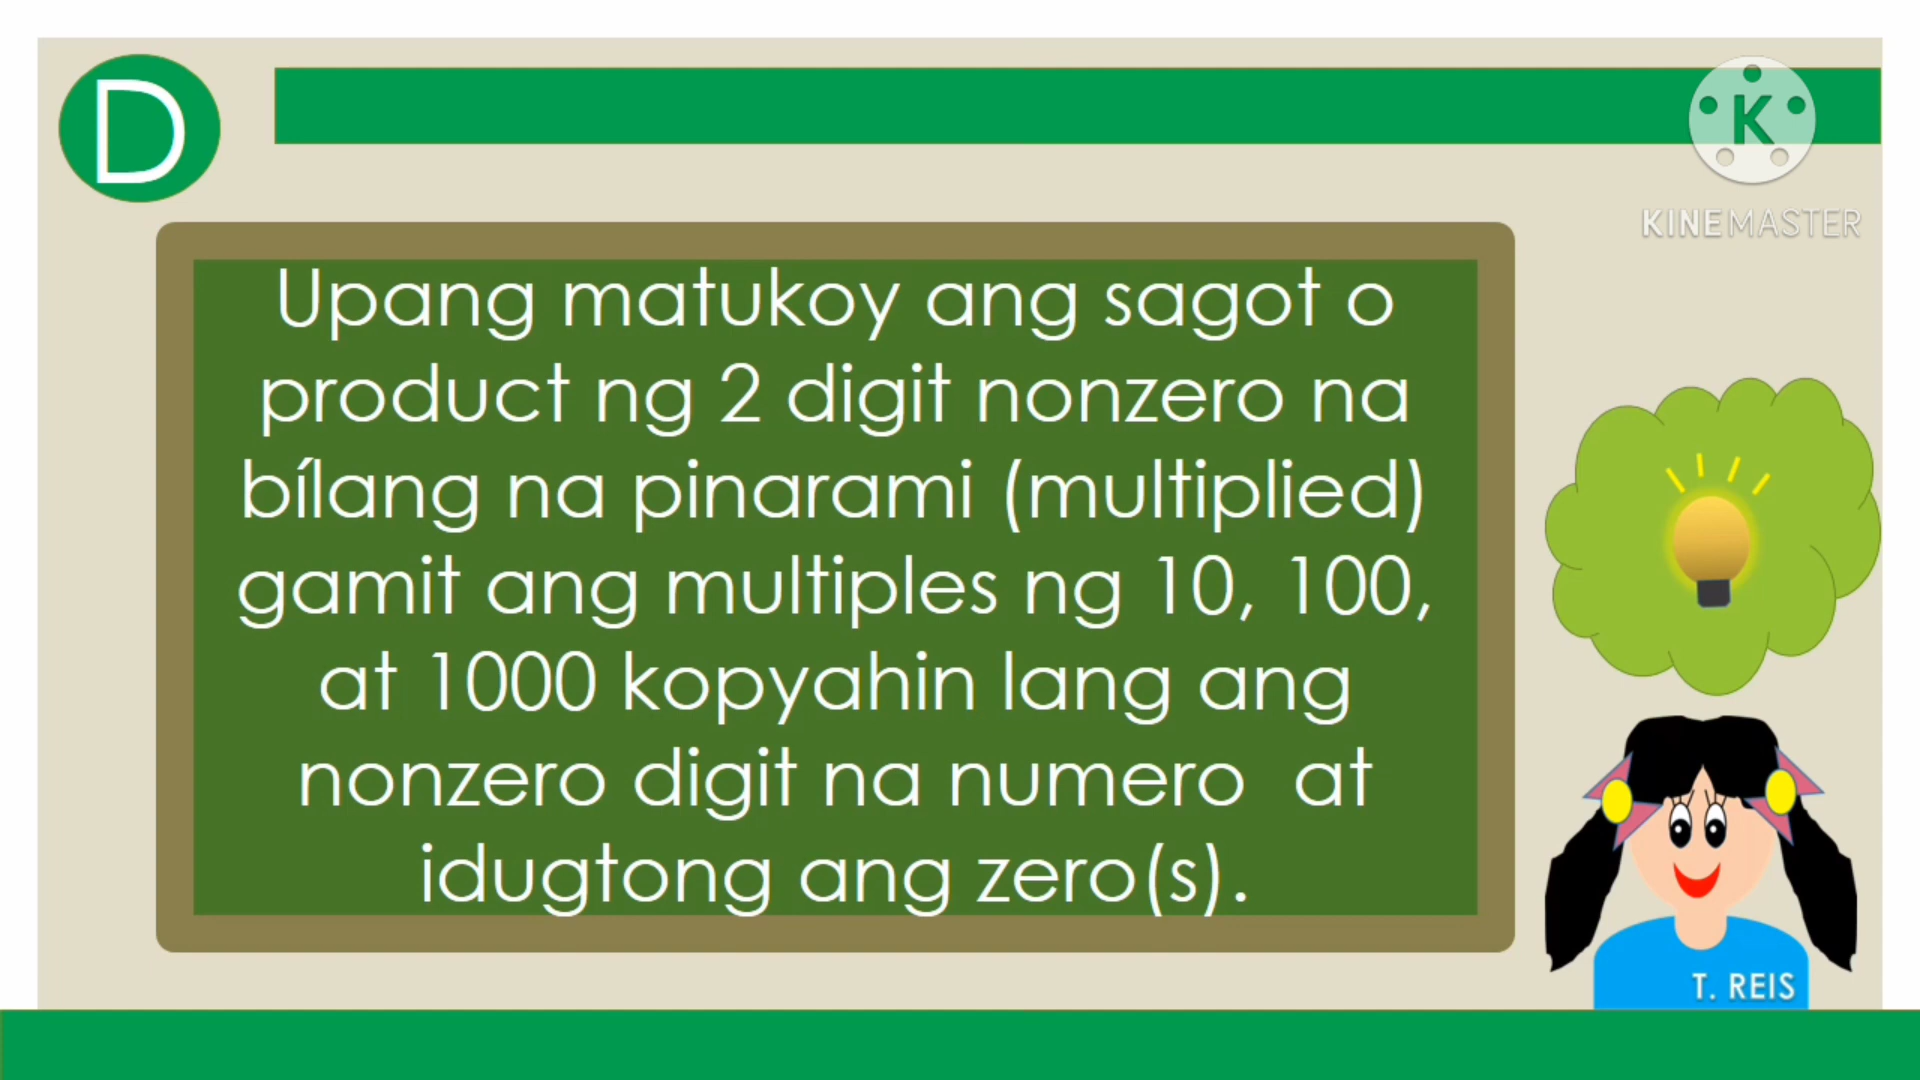 D
K
KINEMASTER
Upang matukoy ang sagot o
product ng 2 digit nonzero na
bílang na pinarami (multiplied)
gamit ang multiples ng 10, 100,
at 1000 kopyahin lang ang
nonzero digit na numero at
idugtong ang zero(s).
T. REIS